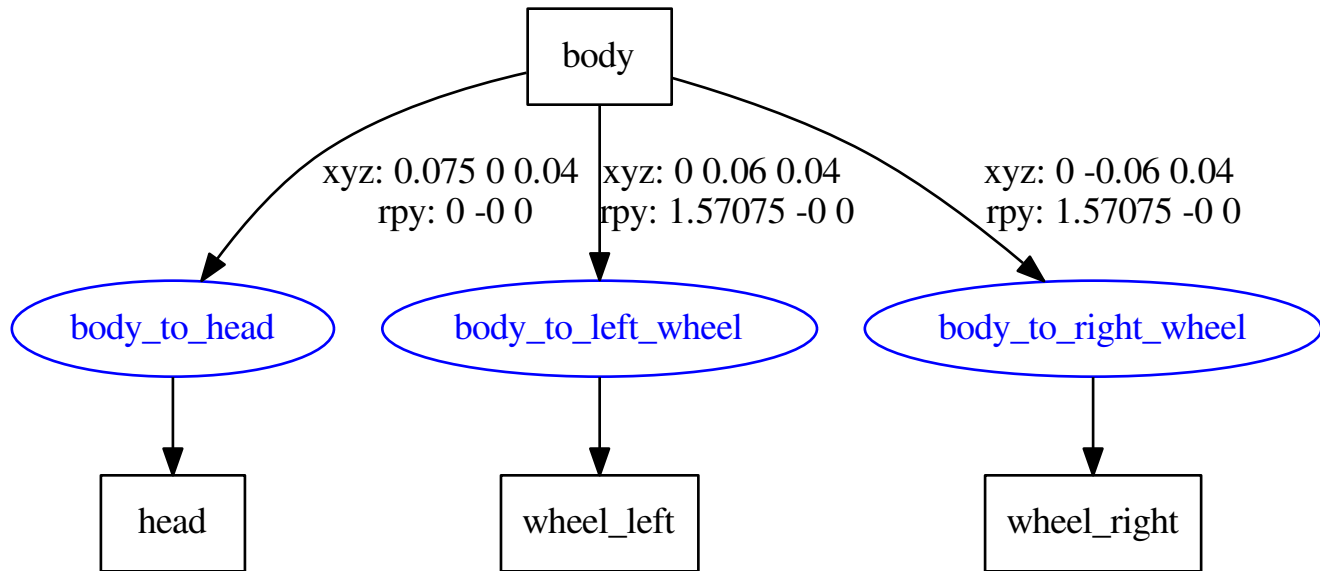 body
xyz: 0.075 0 0.04
rpy: 0 -0 0
xyz: 0 0.06 0.04
rpy: 1.57075 -0 0
xyz: 0 -0.06 0.04
rpy: 1.57075 -0 0
body_to_head
body_to_left_wheel
body_to_right_wheel
head
wheel_left
wheel_right